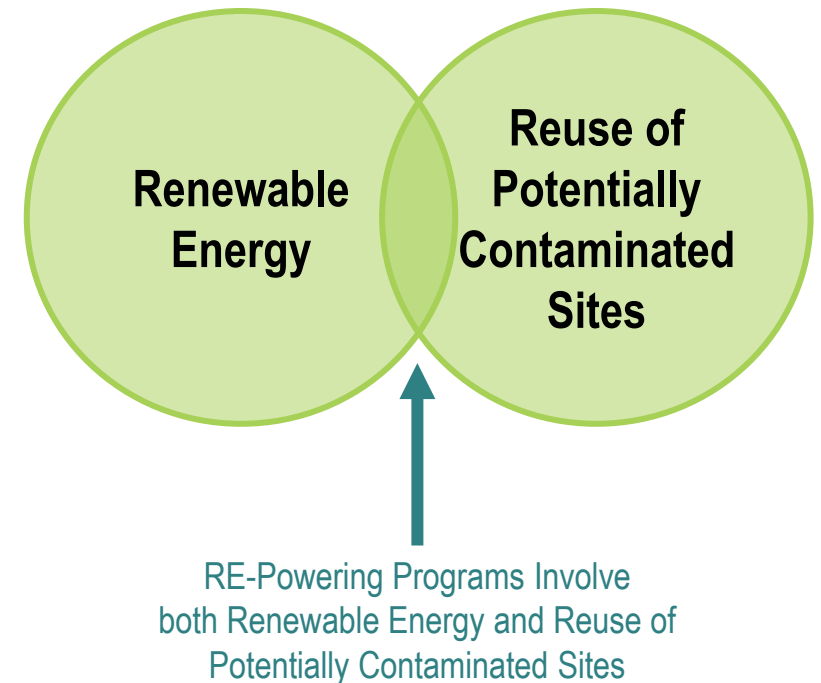 Renewable
Energy
Reuse of
Potentially
Contaminated
Sites
RE-Powering Programs Involve
both Renewable Energy and Reuse of
Potentially Contaminated Sites